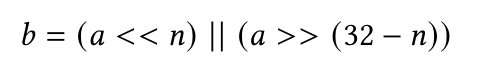 b = (a << n) || (a >> (32 − n))